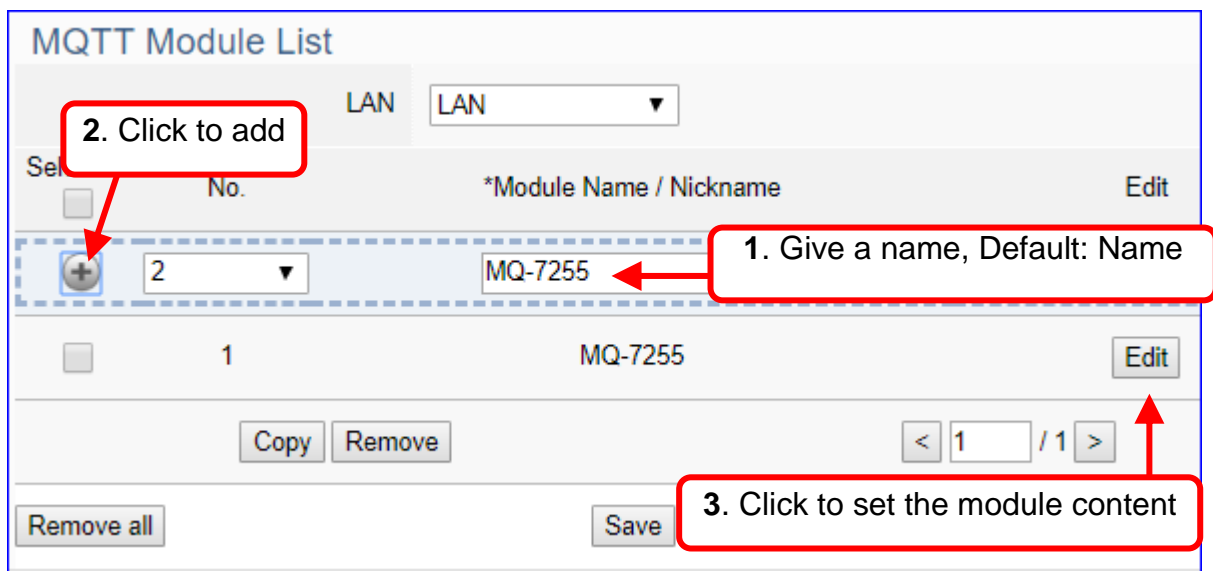 MQTT Module List
LAN LAN ▼
2. Click to add
No. *Module Name / Nickname Edit
1. Give a name, Default: Name
+ 2 ▼ MQ-7255
1 MQ-7255 Edit
Copy Remove < 1 / 1 >
3. Click to set the module content
Remove all Save